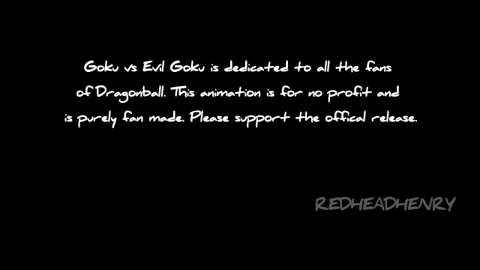 Goku vs Evil Goku is dedicated to all the fans
of Dragonball. This animation is for no profit and
is purely fan made. Please support the offical release.
REDHEADHENRY